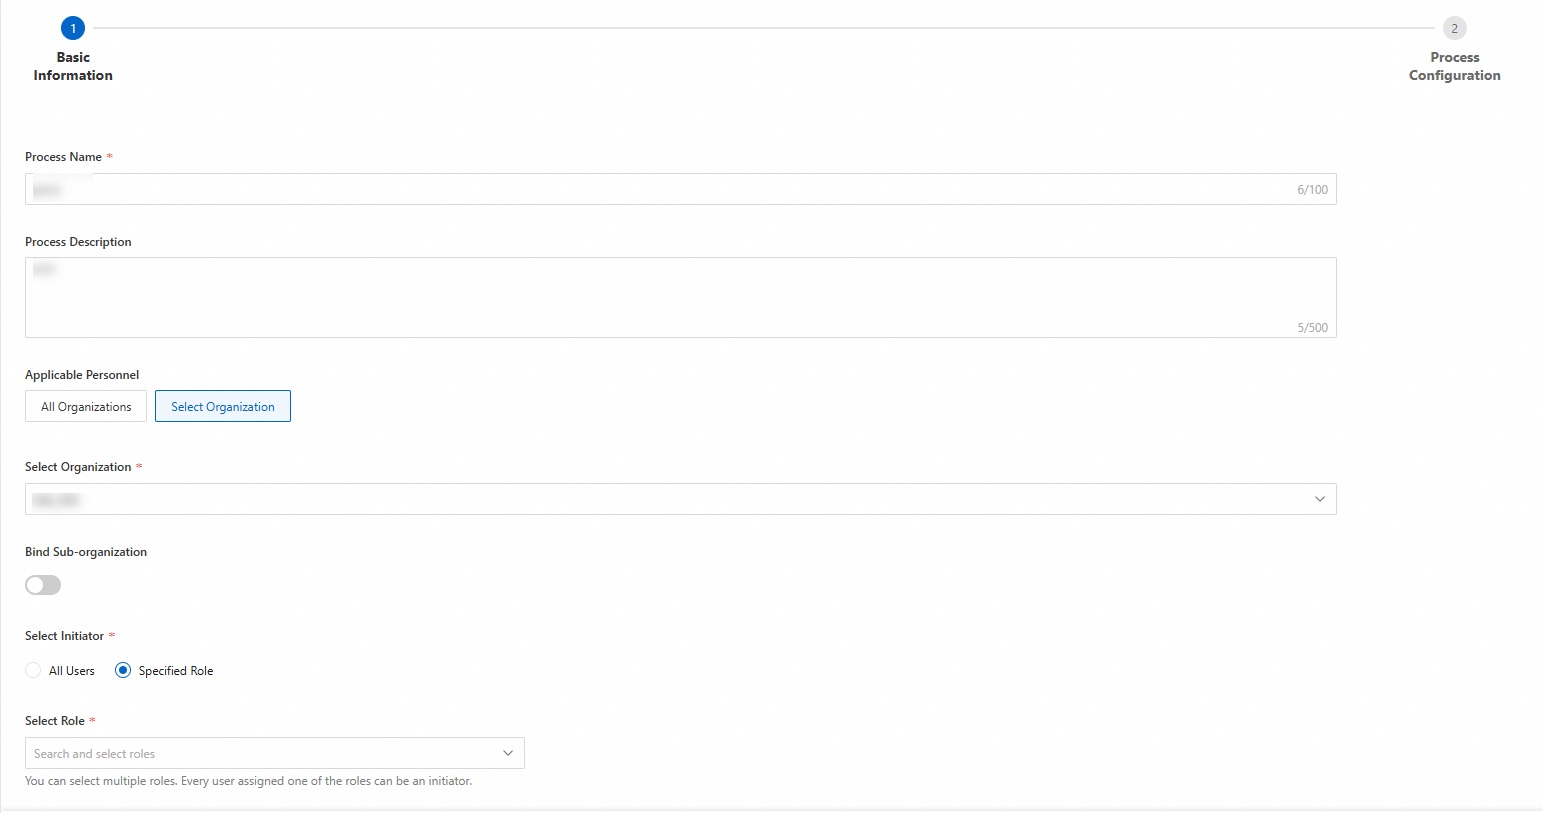 1
2
Basic
Information
Process
Configuration
Process Name *
6/100
Process Description
5/500
Applicable Personnel
All Organizations
Select Organization
Select Organization *
Bind Sub-organization
Select Initiator *
All Users
Specified Role
Select Role *
Search and select roles
You can select multiple roles. Every user assigned one of the roles can be an initiator.